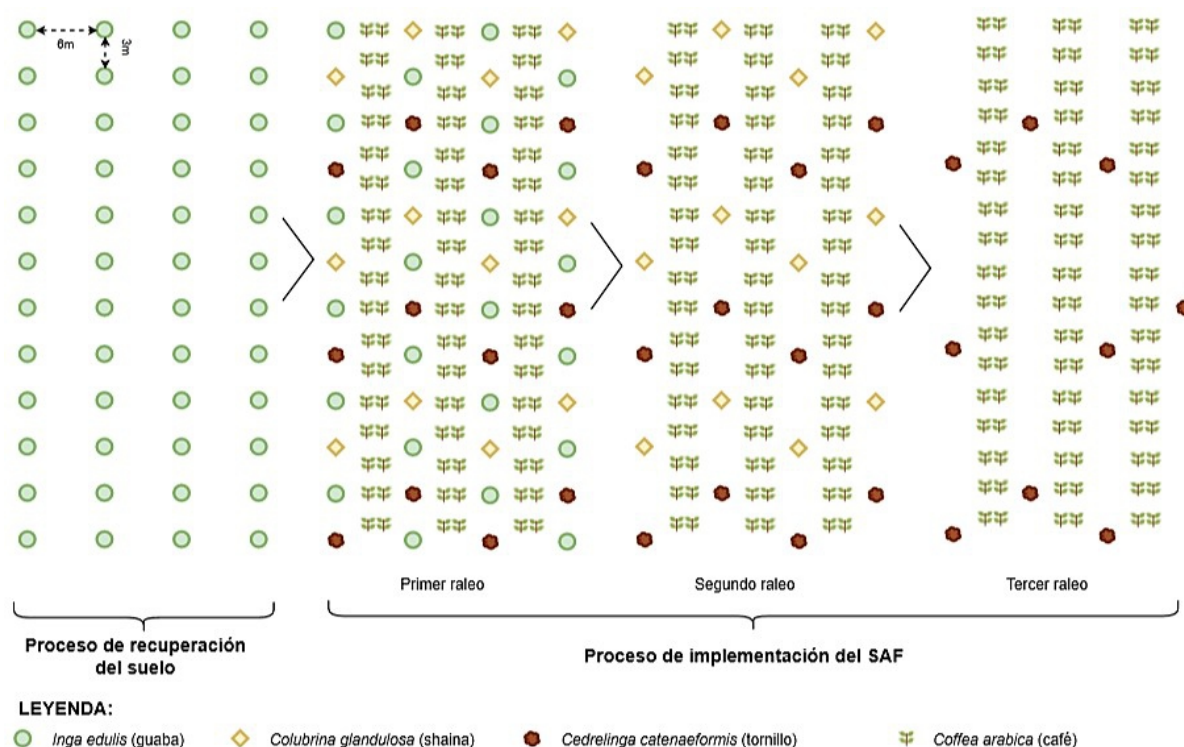 6m
3m
Primer raleo
Segundo raleo
Tercer raleo
Proceso de recuperación
del suelo
Proceso de implementación del SAF
LEYENDA:
Inga edulis (guaba)
Colubrina glandulosa (shaina)
Cedrelinga catenaeformis (tornillo)
Coffea arabica (café)